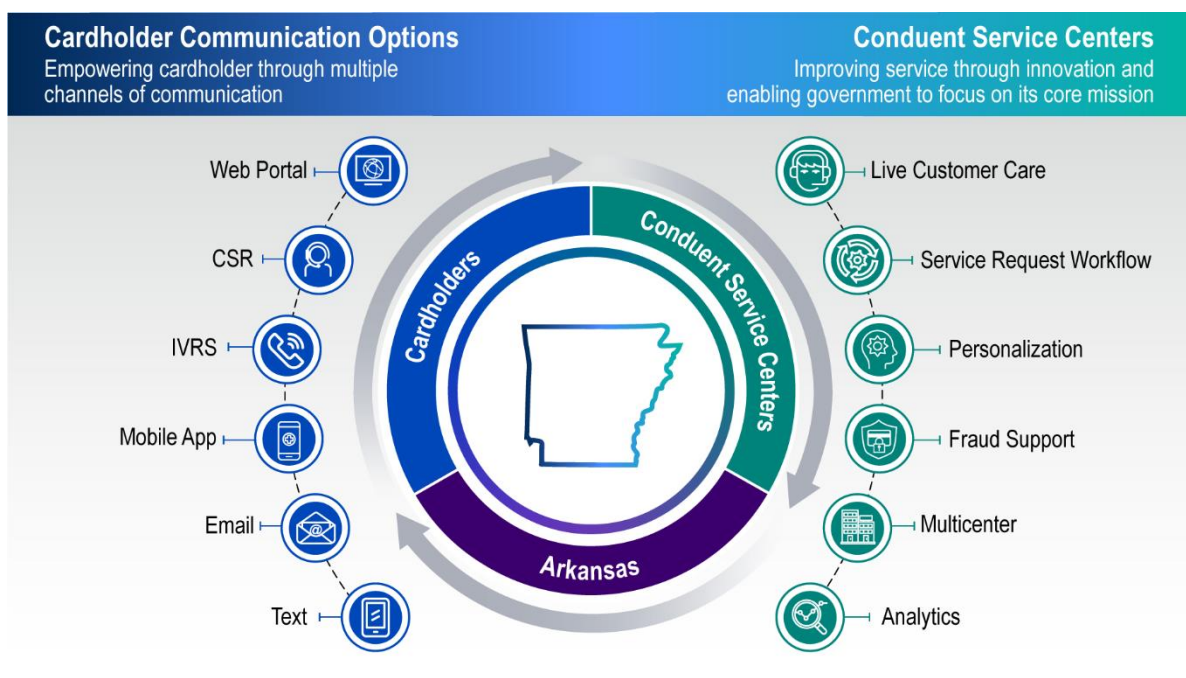 Cardholder Communication Options
Empowering cardholder through multiple
channels of communication
Conduent Service Centers
Improving service through innovation and
enabling government to focus on its core mission
Web Portal
CSR
IVRS
Mobile App
Email
Text
Cardholders
Conduent Service Centers
Arkansas
Live Customer Care
Service Request Workflow
Personalization
Fraud Support
Multicenter
Analytics